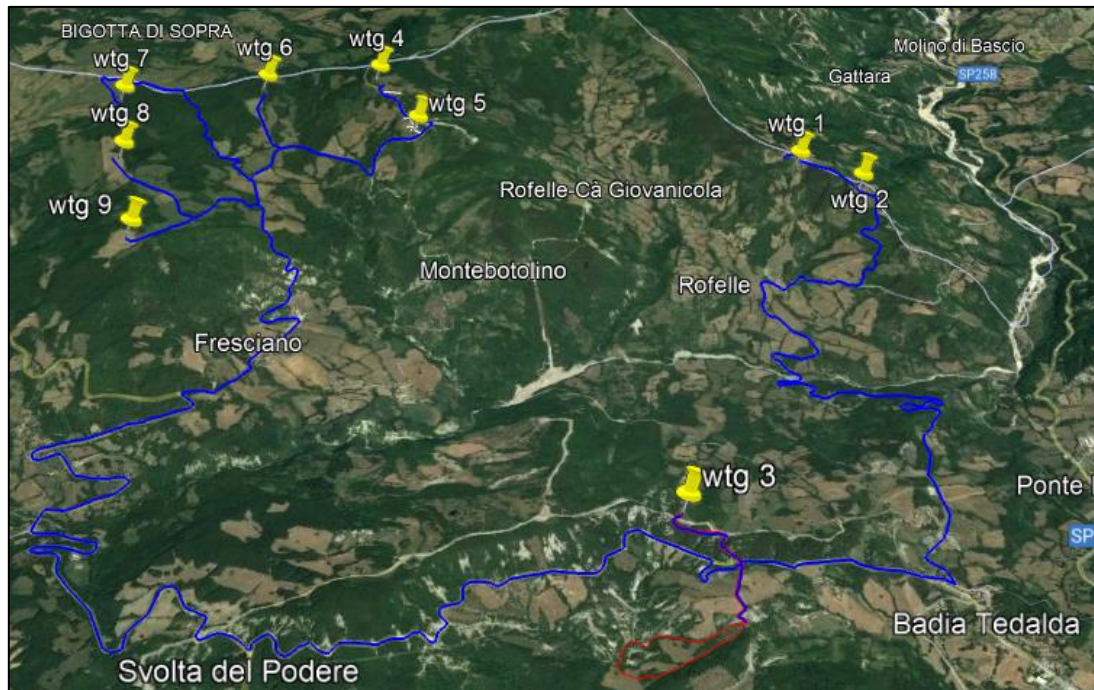 BIGOTTA DI SOPRA
wtg 7
wtg 6
wtg 4
Molino di Bascio
SP258
Gattara
wtg 8
wtg 5
wtg 1
wtg 2
Rofelle-Cà Giovanicola
wtg 9
Montebotolino
Rofelle
Fresciano
wtg 3
Ponte
SP
Badia Tedalda
Svolta del Podere